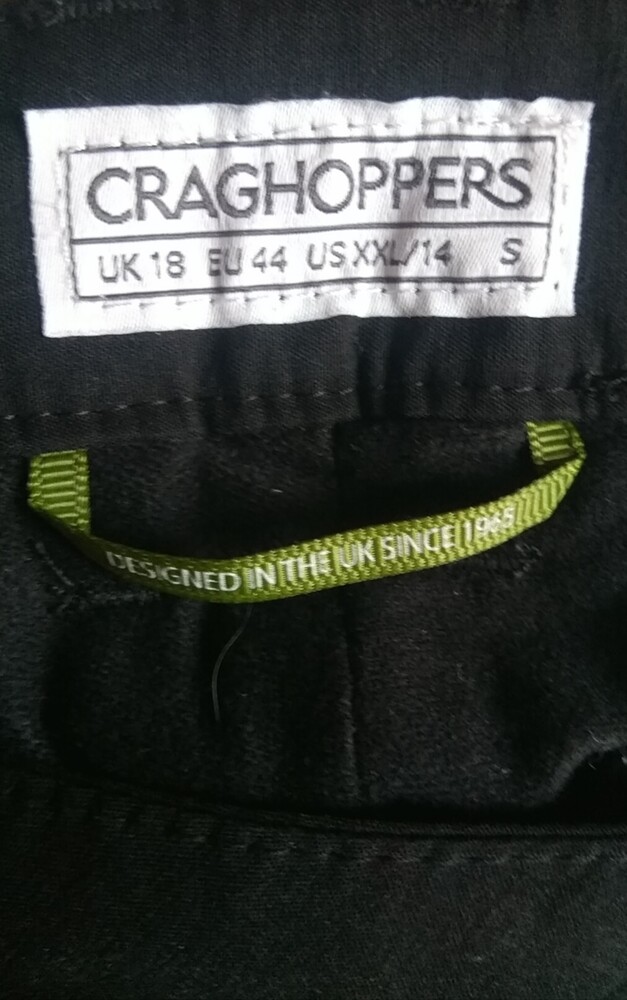 CRAGHOPPERS
UK 18 EU 44 US XXL/14 S
DESIGNED IN THE UK SINCE 1965